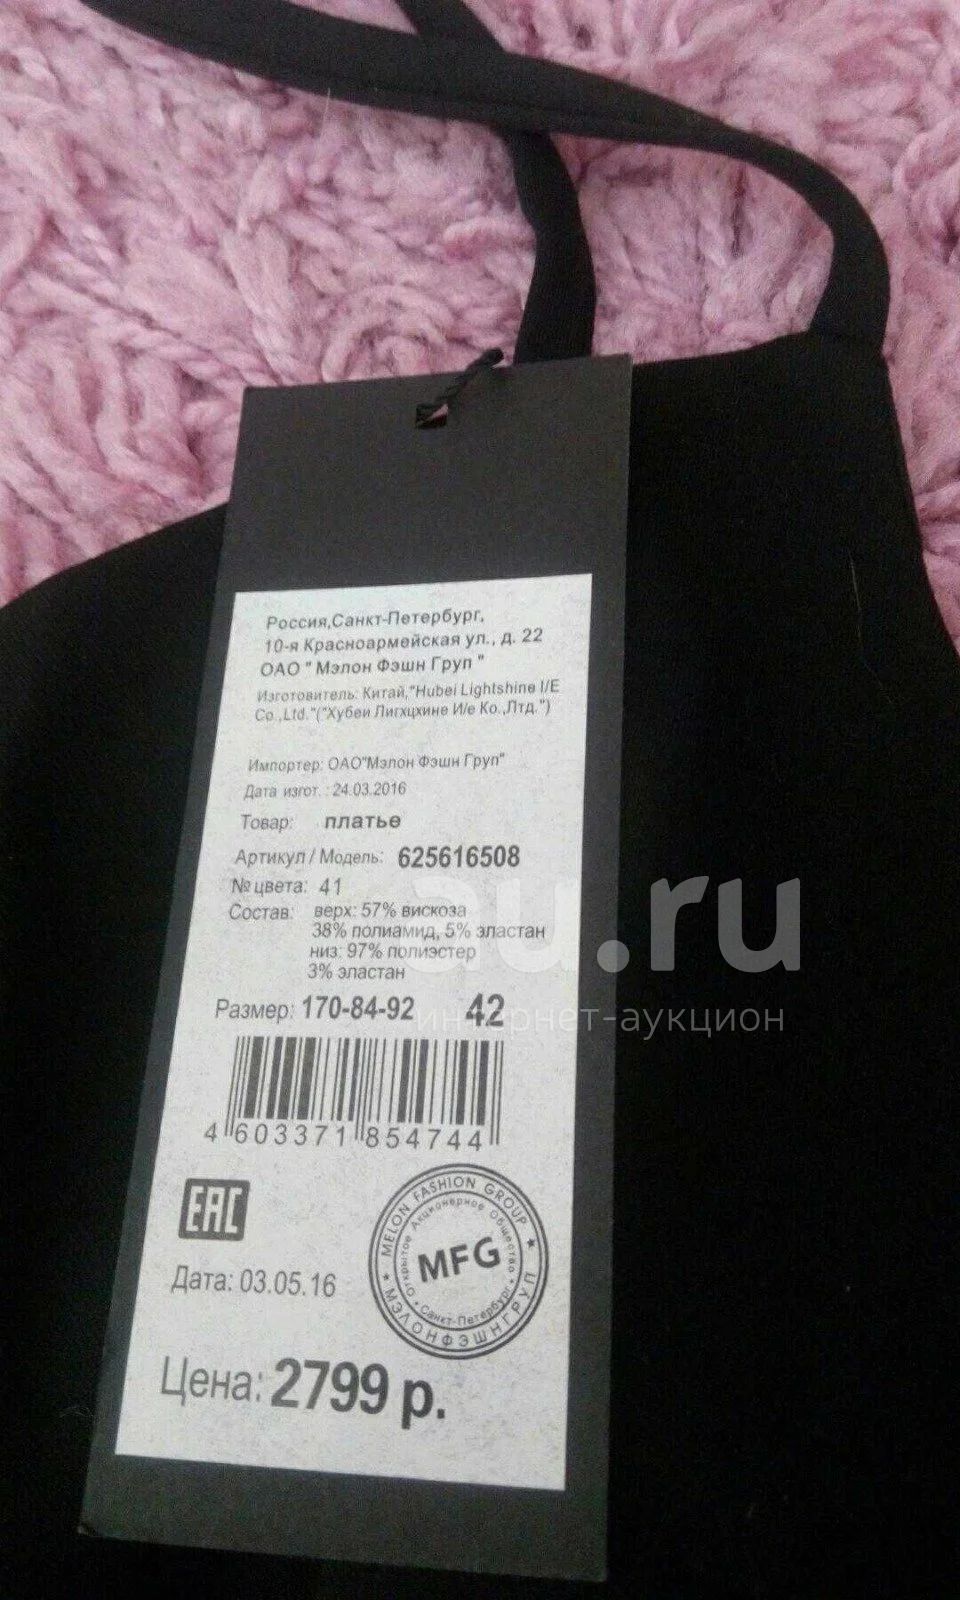 Россия,Санкт-Петербург,
10-я Красноармейская ул., д. 22
ОАО " Мэлон Фэшн Груп "
Изготовитель: Китай,"Hubei Lightshine I/E
Co.,Ltd."("Хубеи Лигхцхине И/е Ко.,Лтд.")
Импортер: ОАО"Мэлон Фэшн Груп"
Дата изгот. : 24.03.2016
Товар: платье
Артикул / Модель: 625616508
№ цвета: 41
Состав: верх: 57% вискоза
38% полиамид, 5% эластан
низ: 97% полиэстер
3% эластан
Размер: 170-84-92 42
4 603371 854744
EAC
MELON FASHION GROUP
Открытое Акционерное Общество
MFG
Санкт-Петербург
МЭЛОН ФЭШН ГРУП
Дата: 03.05.16
Цена: 2799 р.
au.ru
интернет-аукцион